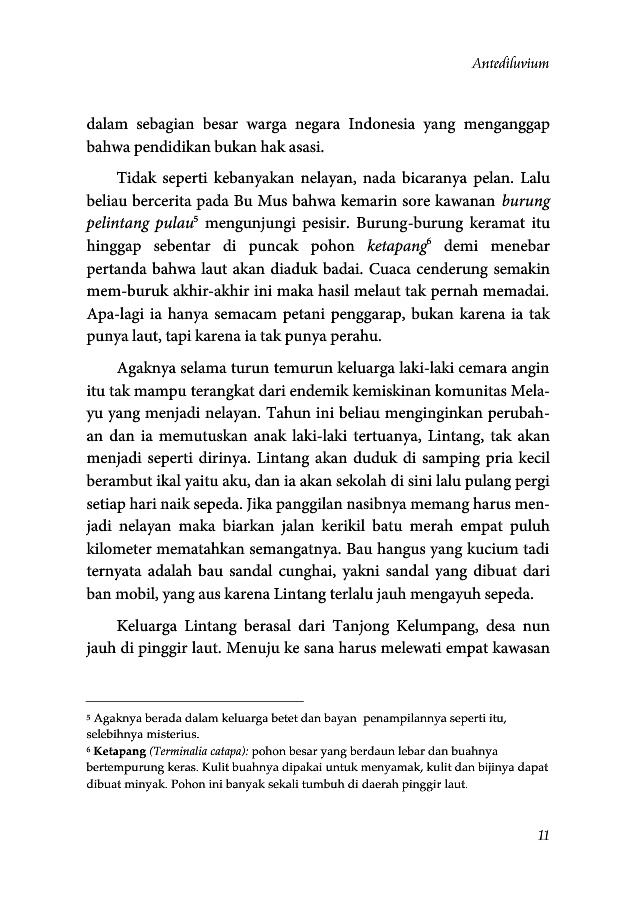 Antediluvium
dalam sebagian besar warga negara Indonesia yang menganggap
bahwa pendidikan bukan hak asasi.
Tidak seperti kebanyakan nelayan, nada bicaranya pelan. Lalu
beliau bercerita pada Bu Mus bahwa kemarin sore kawanan burung
pelintang pulau⁵ mengunjungi pesisir. Burung-burung keramat itu
hinggap sebentar di puncak pohon ketapang⁶ demi menebar
pertanda bahwa laut akan diaduk badai. Cuaca cenderung semakin
mem-buruk akhir-akhir ini maka hasil melaut tak pernah memadai.
Apa-lagi ia hanya semacam petani penggarap, bukan karena ia tak
punya laut, tapi karena ia tak punya perahu.
Agaknya selama turun temurun keluarga laki-laki cemara angin
itu tak mampu terangkat dari endemik kemiskinan komunitas Mela-
yu yang menjadi nelayan. Tahun ini beliau menginginkan perubah-
an dan ia memutuskan anak laki-laki tertuanya, Lintang, tak akan
menjadi seperti dirinya. Lintang akan duduk di samping pria kecil
berambut ikal yaitu aku, dan ia akan sekolah di sini lalu pulang pergi
setiap hari naik sepeda. Jika panggilan nasibnya memang harus men-
jadi nelayan maka biarkan jalan kerikil batu merah empat puluh
kilometer mematahkan semangatnya. Bau hangus yang kucium tadi
ternyata adalah bau sandal cunghai, yakni sandal yang dibuat dari
ban mobil, yang aus karena Lintang terlalu jauh mengayuh sepeda.
Keluarga Lintang berasal dari Tanjong Kelumpang, desa nun
jauh di pinggir laut. Menuju ke sana harus melewati empat kawasan
⁵ Agaknya berada dalam keluarga betet dan bayan  penampilannya seperti itu,
selebihnya misterius.
⁶ Ketapang (Terminalia catapa): pohon besar yang berdaun lebar dan buahnya
bertempurung keras. Kulit buahnya dipakai untuk menyamak, kulit dan bijinya dapat
dibuat minyak. Pohon ini banyak sekali tumbuh di daerah pinggir laut.
11